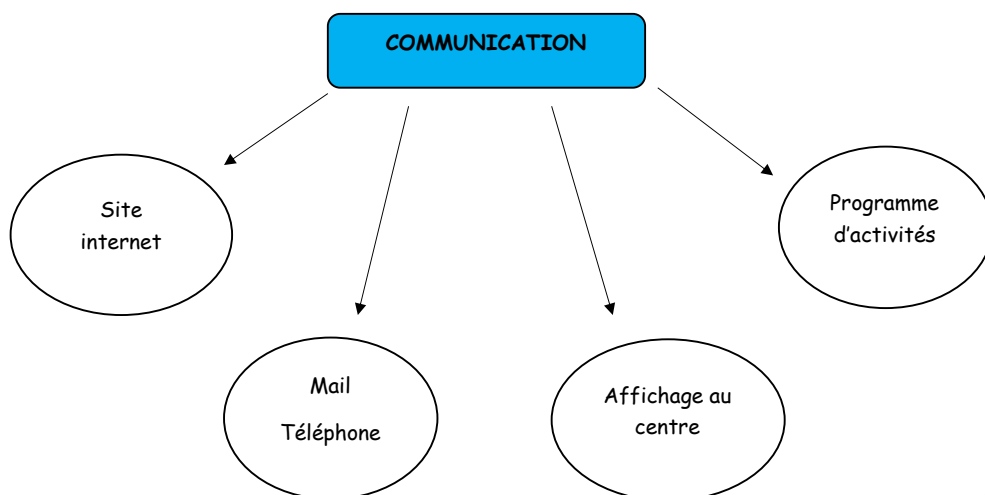 COMMUNICATION
Site
internet
Mail
Téléphone
Affichage au
centre
Programme
d'activités